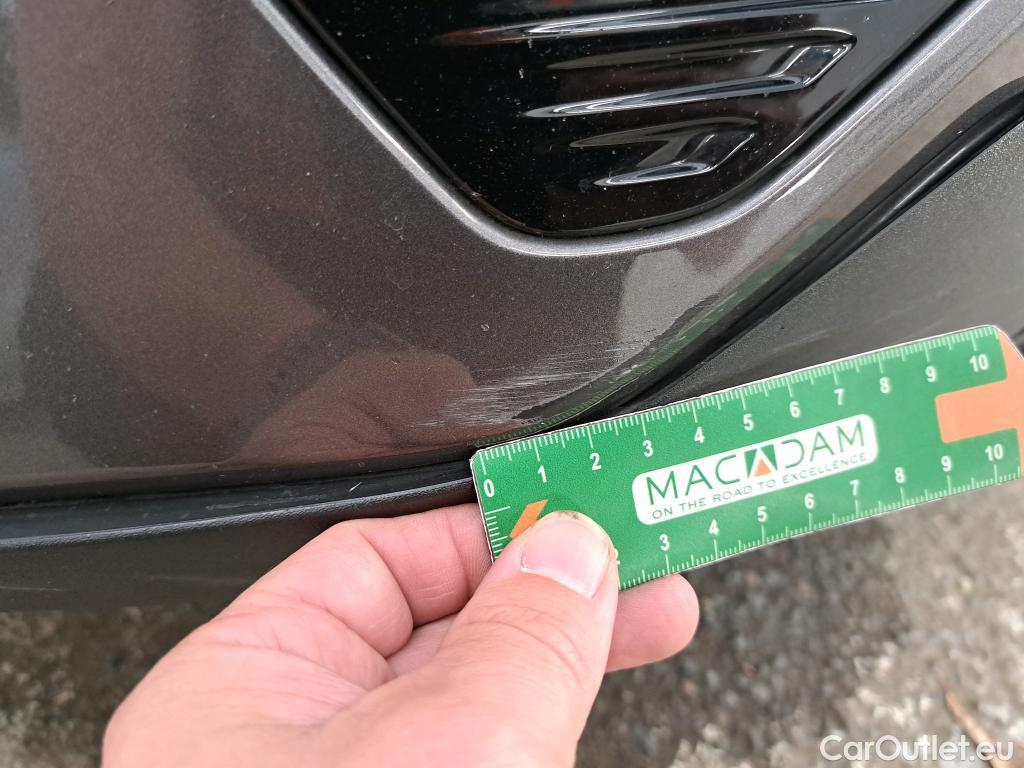 0 1 2 3 4 5 6 7 8 9 10
MACADAM
ON THE ROAD TO EXCELLENCE
3 4 5 6 7 8 9 10
CarOutlet.eu